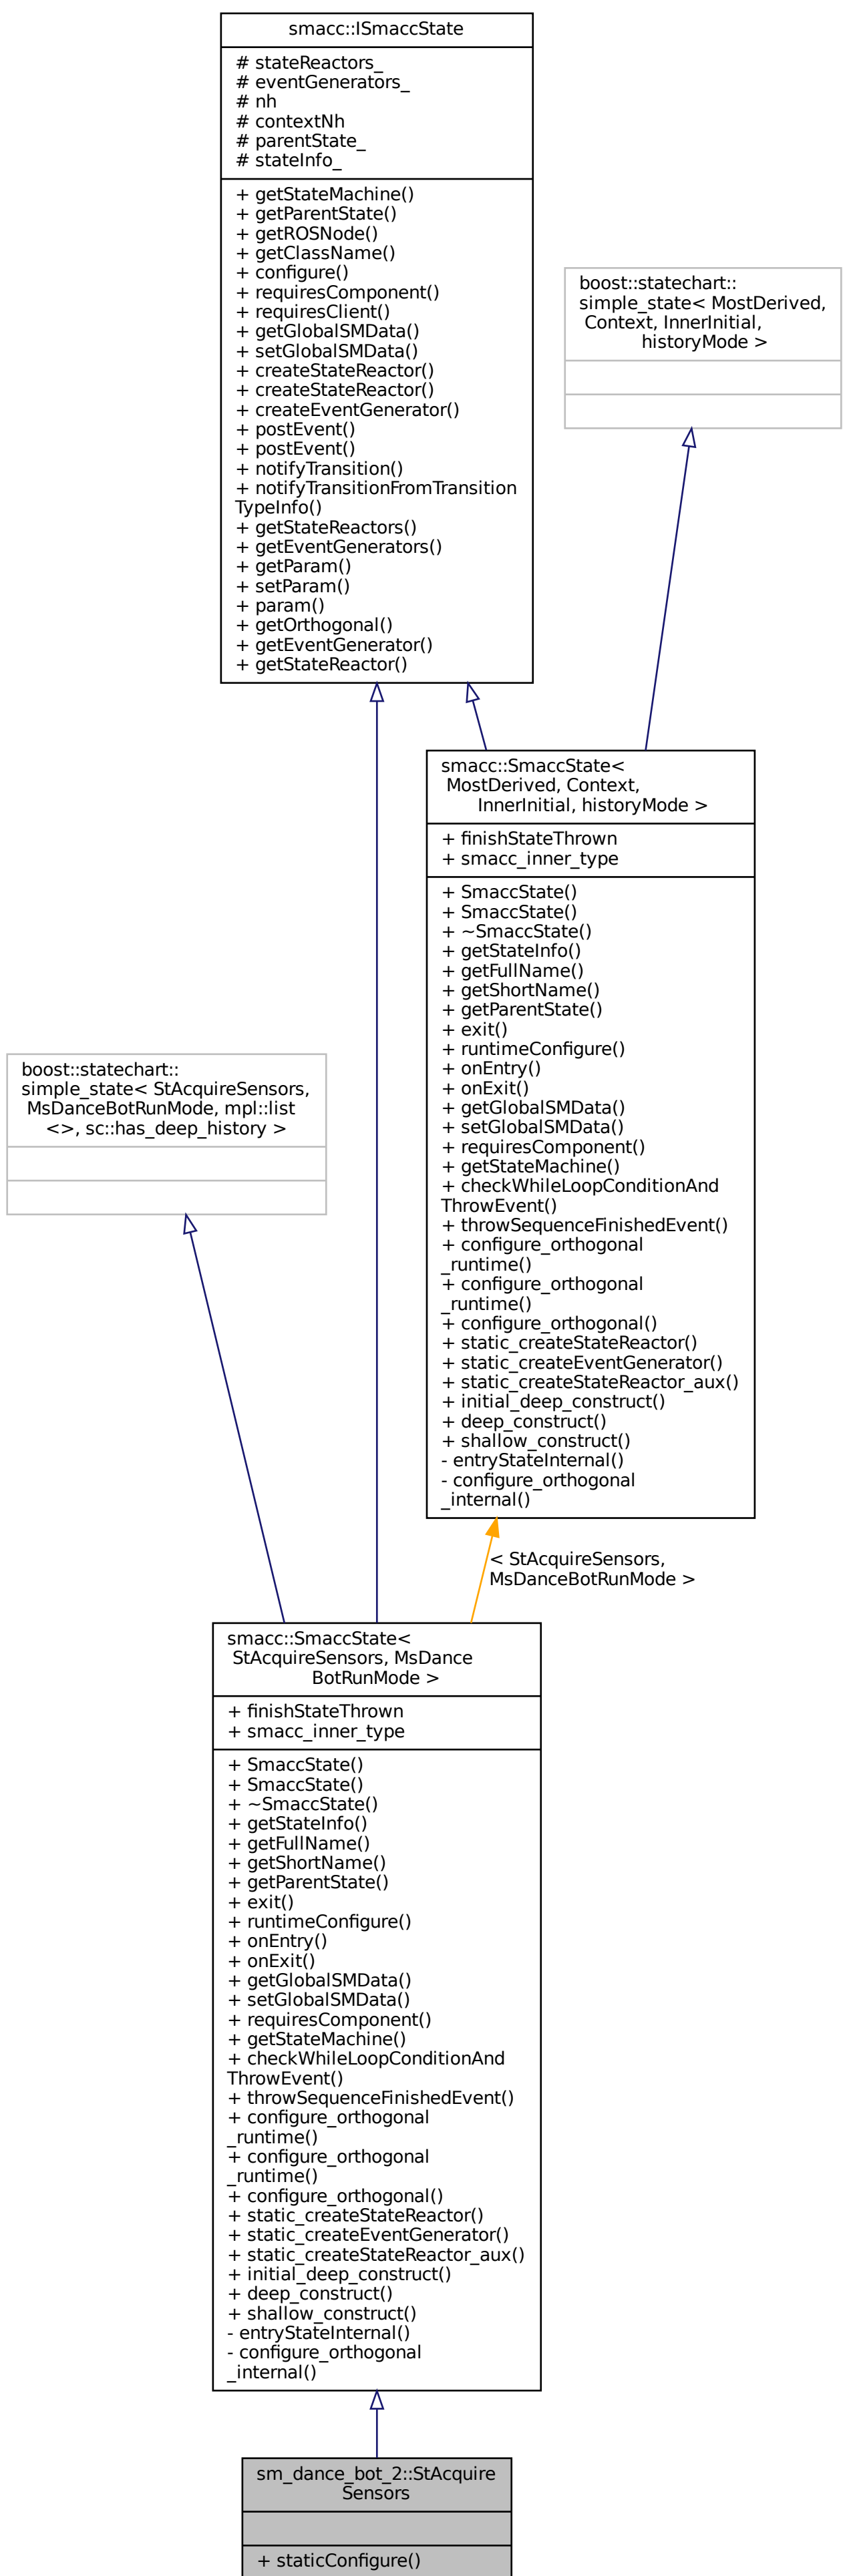 smacc::ISmaccState
# stateReactors_
# eventGenerators_
# nh
# contextNh
# parentState_
# stateInfo_
+ getStateMachine()
+ getParentState()
+ getROSNode()
+ getClassName()
+ configure()
+ requiresComponent()
+ requiresClient()
+ getGlobalSMData()
+ setGlobalSMData()
+ createStateReactor()
+ createStateReactor()
+ createEventGenerator()
+ postEvent()
+ postEvent()
+ notifyTransition()
+ notifyTransitionFromTransition
TypeInfo()
+ getStateReactors()
+ getEventGenerators()
+ getParam()
+ setParam()
+ param()
+ getOrthogonal()
+ getEventGenerator()
+ getStateReactor()
boost::statechart::
simple_state< MostDerived,
Context, InnerInitial,
historyMode >
smacc::SmaccState<
MostDerived, Context,
InnerInitial, historyMode >
+ finishStateThrown
+ smacc_inner_type
+ SmaccState()
+ SmaccState()
+ ~SmaccState()
+ getStateInfo()
+ getFullName()
+ getShortName()
+ getParentState()
+ exit()
+ runtimeConfigure()
+ onEntry()
+ onExit()
+ getGlobalSMData()
+ setGlobalSMData()
+ requiresComponent()
+ getStateMachine()
+ checkWhileLoopConditionAnd
ThrowEvent()
+ throwSequenceFinishedEvent()
+ configure_orthogonal
_runtime()
+ configure_orthogonal
_runtime()
+ configure_orthogonal()
+ static_createStateReactor()
+ static_createEventGenerator()
+ static_createStateReactor_aux()
+ initial_deep_construct()
+ deep_construct()
+ shallow_construct()
- entryStateInternal()
- configure_orthogonal
_internal()
boost::statechart::
simple_state< StAcquireSensors,
MsDanceBotRunMode, mpl::list
<>, sc::has_deep_history >
< StAcquireSensors,
MsDanceBotRunMode >
smacc::SmaccState<
StAcquireSensors, MsDance
BotRunMode >
+ finishStateThrown
+ smacc_inner_type
+ SmaccState()
+ SmaccState()
+ ~SmaccState()
+ getStateInfo()
+ getFullName()
+ getShortName()
+ getParentState()
+ exit()
+ runtimeConfigure()
+ onEntry()
+ onExit()
+ getGlobalSMData()
+ setGlobalSMData()
+ requiresComponent()
+ getStateMachine()
+ checkWhileLoopConditionAnd
ThrowEvent()
+ throwSequenceFinishedEvent()
+ configure_orthogonal
_runtime()
+ configure_orthogonal
_runtime()
+ configure_orthogonal()
+ static_createStateReactor()
+ static_createEventGenerator()
+ static_createStateReactor_aux()
+ initial_deep_construct()
+ deep_construct()
+ shallow_construct()
- entryStateInternal()
- configure_orthogonal
_internal()
sm_dance_bot_2::StAcquire
Sensors
+ staticConfigure()